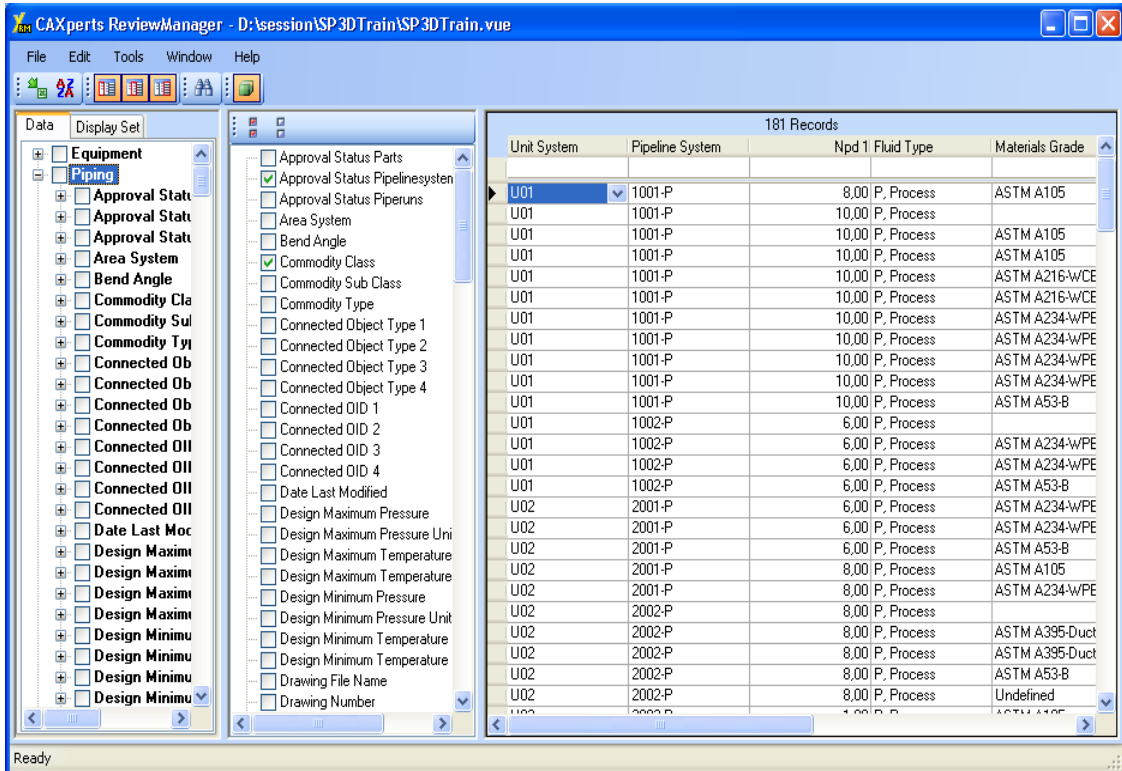 CAXperts ReviewManager - D:\session\SP3DTrain\SP3DTrain.vue
File Edit Tools Window Help
Data Display Set
Equipment
Piping
Approval Statu
Approval Statu
Approval Statu
Area System
Bend Angle
Commodity Cla
Commodity Sul
Commodity Typ
Connected Ob
Connected Ob
Connected Ob
Connected Ob
Connected OII
Connected OII
Connected OII
Connected OII
Date Last Moc
Design Maximu
Design Maximu
Design Maximu
Design Maximu
Design Minimu
Design Minimu
Design Minimu
Design Minimu
Approval Status Parts
Approval Status Pipelinesysten
Approval Status Piperuns
Area System
Bend Angle
Commodity Class
Commodity Sub Class
Commodity Type
Connected Object Type 1
Connected Object Type 2
Connected Object Type 3
Connected Object Type 4
Connected OID 1
Connected OID 2
Connected OID 3
Connected OID 4
Date Last Modified
Design Maximum Pressure
Design Maximum Pressure Uni
Design Maximum Temperature
Design Maximum Temperature
Design Minimum Pressure
Design Minimum Pressure Unit
Design Minimum Temperature
Design Minimum Temperature
Drawing File Name
Drawing Number
181 Records
Unit System Pipeline System Npd 1 Fluid Type Materials Grade
U01 1001-P 8,00 P, Process ASTM A105
U01 1001-P 10,00 P, Process
U01 1001-P 10,00 P, Process ASTM A105
U01 1001-P 10,00 P, Process ASTM A105
U01 1001-P 10,00 P, Process ASTM A216-WCE
U01 1001-P 10,00 P, Process ASTM A216-WCE
U01 1001-P 10,00 P, Process ASTM A234-WPE
U01 1001-P 10,00 P, Process ASTM A234-WPE
U01 1001-P 10,00 P, Process ASTM A234-WPE
U01 1001-P 10,00 P, Process ASTM A234-WPE
U01 1001-P 10,00 P, Process ASTM A53-B
U01 1002-P 6,00 P, Process
U01 1002-P 6,00 P, Process ASTM A234-WPE
U01 1002-P 6,00 P, Process ASTM A234-WPE
U01 1002-P 6,00 P, Process ASTM A53-B
U02 2001-P 6,00 P, Process ASTM A234-WPE
U02 2001-P 6,00 P, Process ASTM A234-WPE
U02 2001-P 6,00 P, Process ASTM A53-B
U02 2001-P 8,00 P, Process ASTM A105
U02 2001-P 8,00 P, Process ASTM A234-WPE
U02 2002-P 8,00 P, Process
U02 2002-P 8,00 P, Process ASTM A395-Duct
U02 2002-P 8,00 P, Process ASTM A395-Duct
U02 2002-P 8,00 P, Process ASTM A53-B
U02 2002-P 8,00 P, Process Undefined
Ready